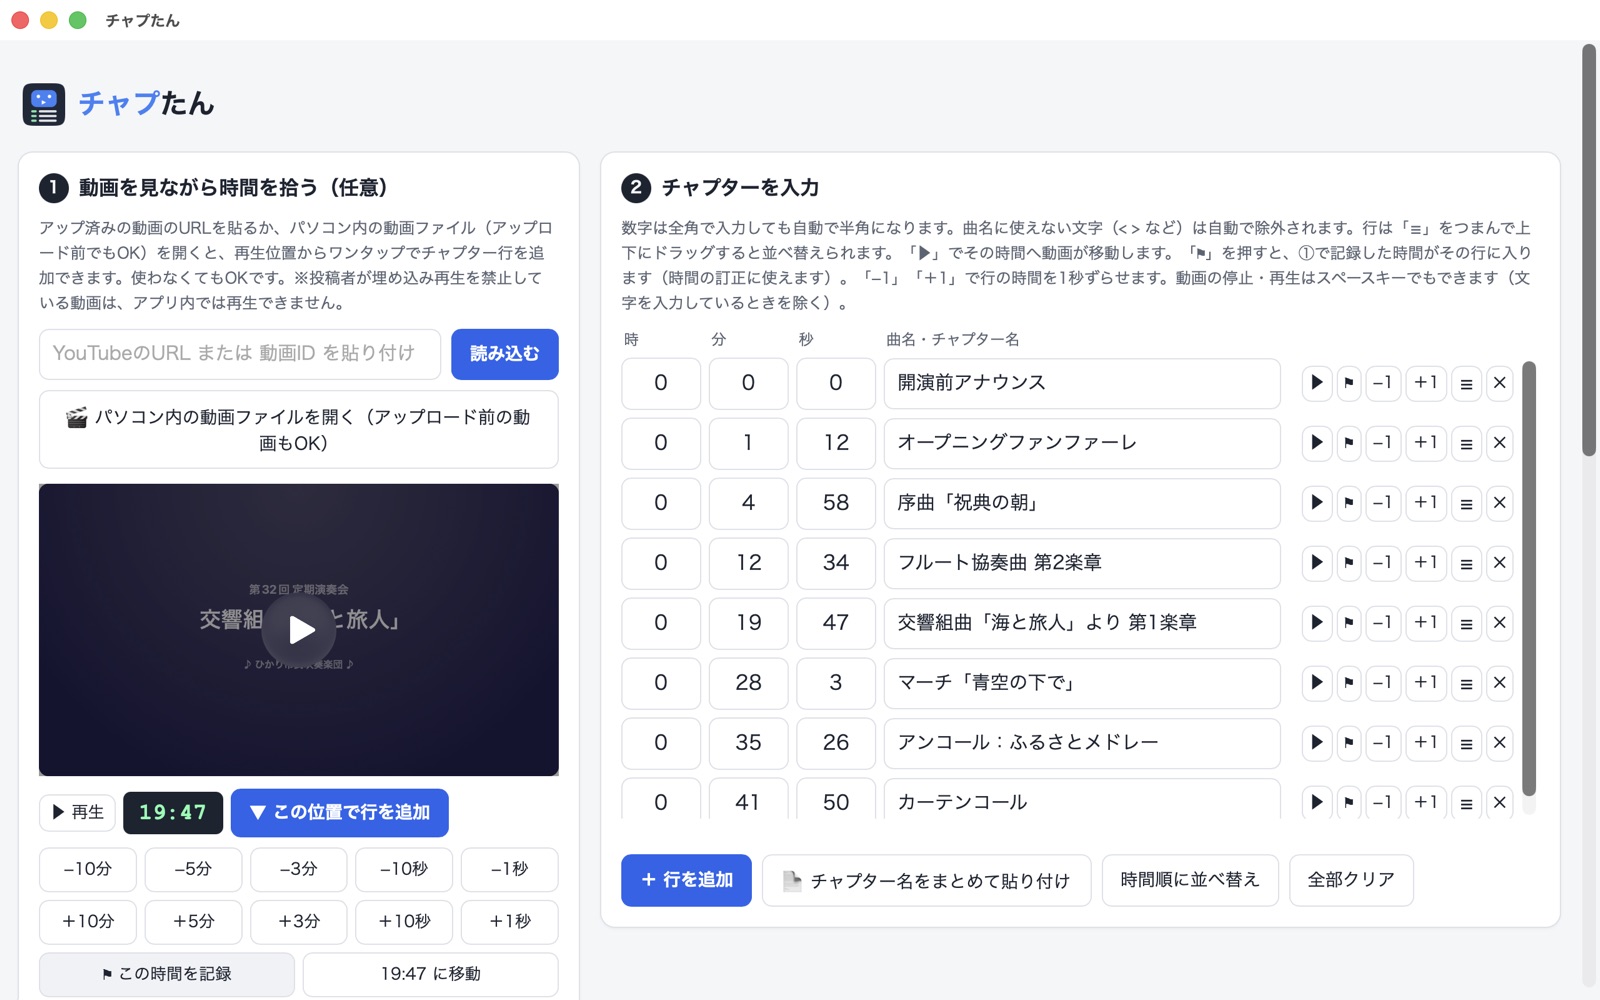 チャプたん
チャプたん
1 動画を見ながら時間を拾う（任意）
アップ済みの動画のURLを貼るか、パソコン内の動画ファイル（アップロ
ード前でもOK）を開くと、再生位置からワンタップでチャプター行を追
加できます。使わなくてもOKです。※投稿者が埋め込み再生を禁止して
いる動画は、アプリ内では再生できません。
YouTubeのURL または 動画ID を貼り付け
読み込む
🎬 パソコン内の動画ファイルを開く（アップロード前の動
画もOK）
第32回 定期演奏会
交響組 と旅人」
♪ ひかり 奏楽団 ♪
▶ 再生
19:47
▼ この位置で行を追加
−10分 −5分 −3分 −10秒 −1秒
+10分 +5分 +3分 +10秒 +1秒
⚑ この時間を記録
19:47 に移動
2 チャプターを入力
数字は全角で入力しても自動で半角になります。曲名に使えない文字（< > など）は自動で除外されます。行は「≡」をつまんで上
下にドラッグすると並べ替えられます。「▶」でその時間へ動画が移動します。「⚑」を押すと、①で記録した時間がその行に入り
ます（時間の訂正に使えます）。「−1」「＋1」で行の時間を1秒ずらせます。動画の停止・再生はスペースキーでもできます（文
字を入力しているときを除く）。
時 分 秒 曲名・チャプター名
0 0 0 開演前アナウンス ▶ ⚑ −1 +1 ≡ ×
0 1 12 オープニングファンファーレ ▶ ⚑ −1 +1 ≡ ×
0 4 58 序曲「祝典の朝」 ▶ ⚑ −1 +1 ≡ ×
0 12 34 フルート協奏曲 第2楽章 ▶ ⚑ −1 +1 ≡ ×
0 19 47 交響組曲「海と旅人」より 第1楽章 ▶ ⚑ −1 +1 ≡ ×
0 28 3 マーチ「青空の下で」 ▶ ⚑ −1 +1 ≡ ×
0 35 26 アンコール：ふるさとメドレー ▶ ⚑ −1 +1 ≡ ×
0 41 50 カーテンコール ▶ ⚑ −1 +1 ≡ ×
+ 行を追加
チャプター名をまとめて貼り付け
時間順に並べ替え
全部クリア